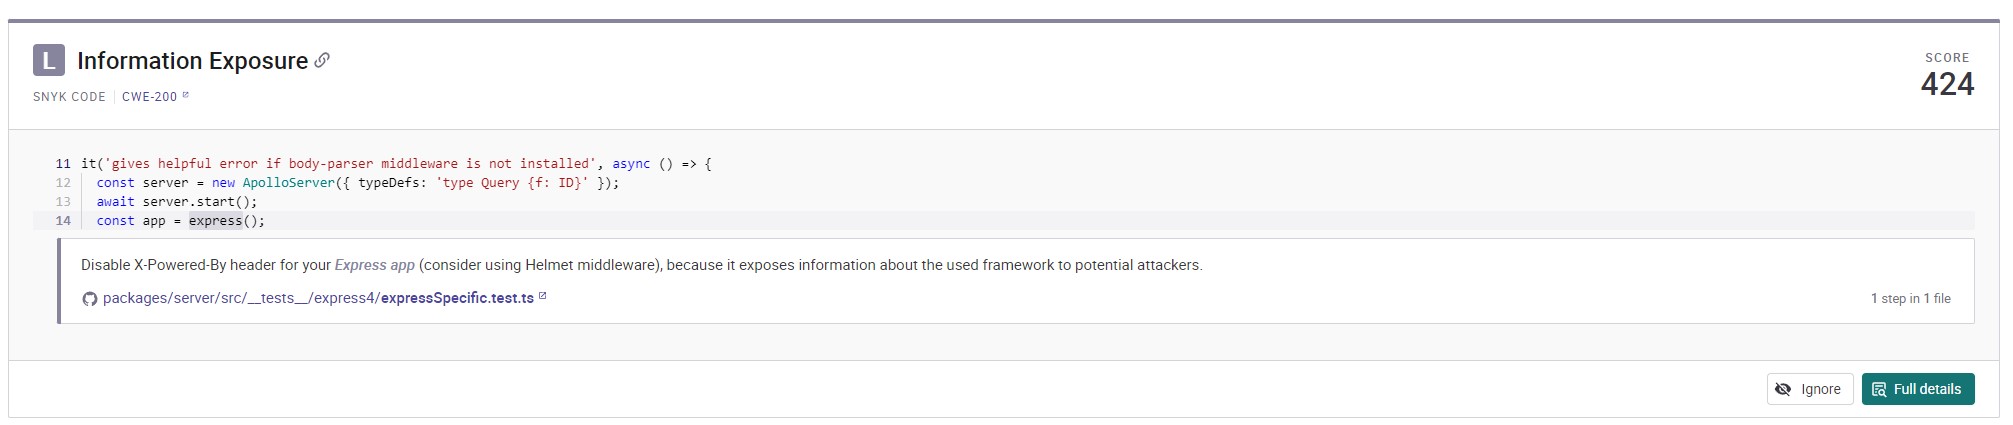 L Information Exposure
SCORE
424
SNYK CODE CWE-200
11 it('gives helpful error if body-parser middleware is not installed', async () => {
12 const server = new ApolloServer({ typeDefs: 'type Query {f: ID}' });
13 await server.start();
14 const app = express();
Disable X-Powered-By header for your Express app (consider using Helmet middleware), because it exposes information about the used framework to potential attackers.
packages/server/src/__tests__/express4/expressSpecific.test.ts
1 step in 1 file
Ignore
Full details